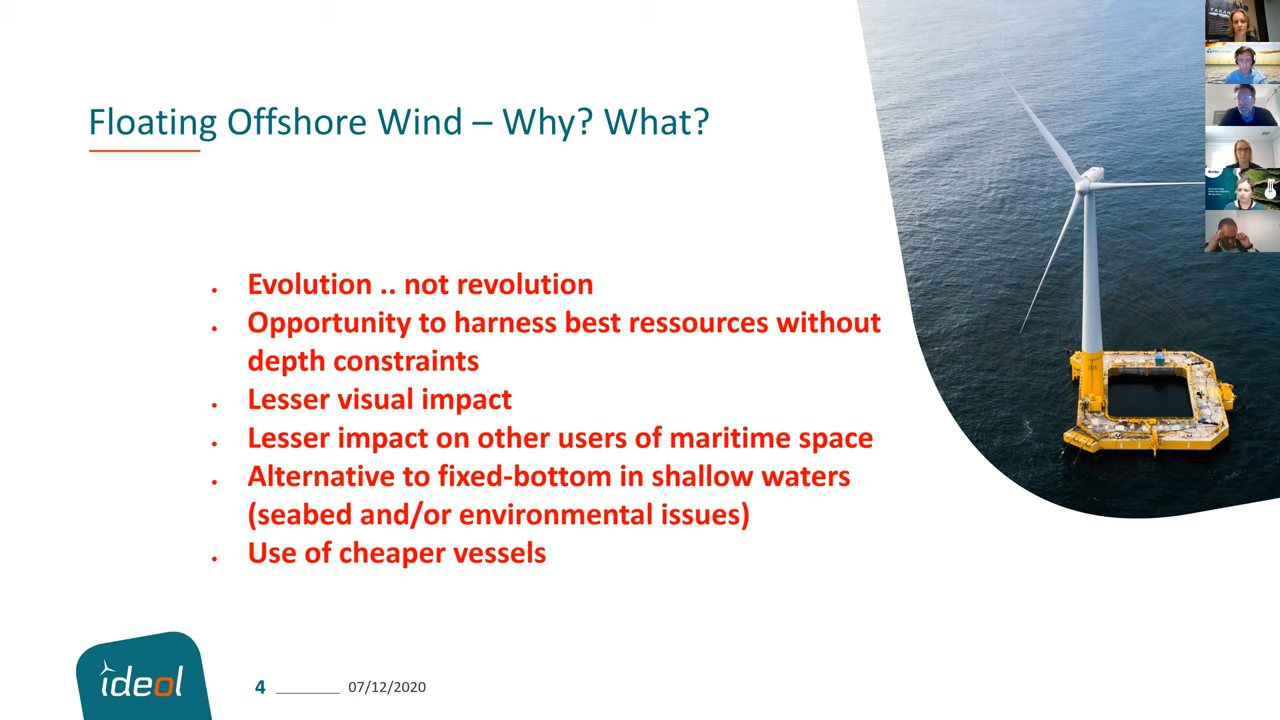 Floating Offshore Wind – Why? What?
• Evolution .. not revolution
• Opportunity to harness best ressources without
depth constraints
• Lesser visual impact
• Lesser impact on other users of maritime space
• Alternative to fixed-bottom in shallow waters
(seabed and/or environmental issues)
• Use of cheaper vessels
ideol
4
07/12/2020